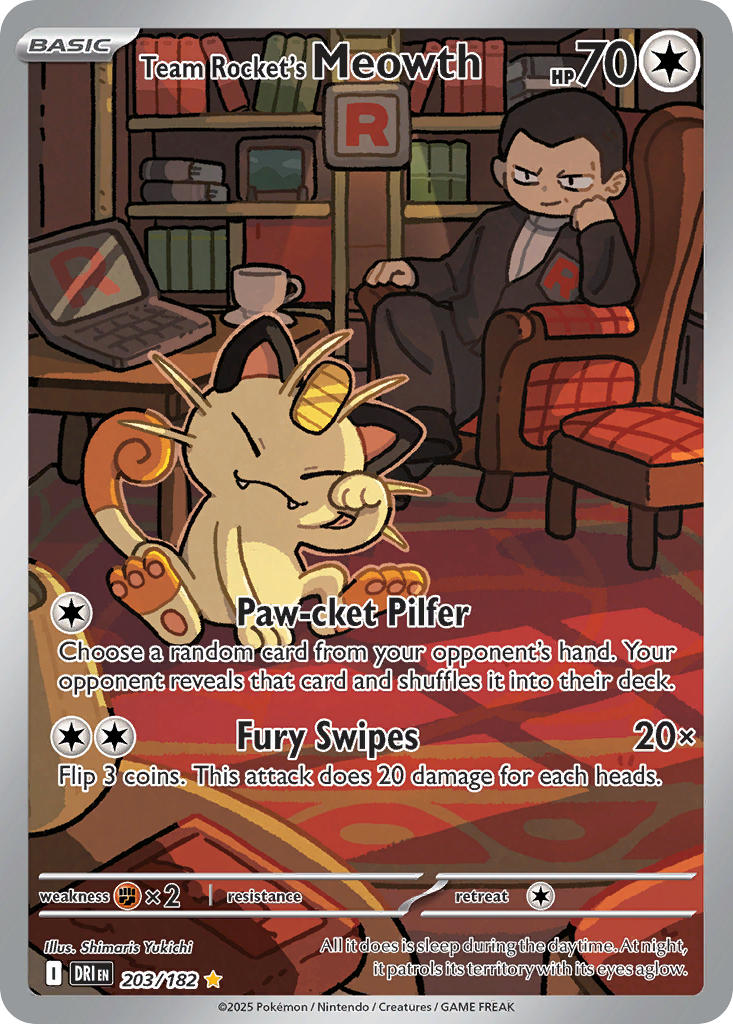 BASIC
Team Rocket's Meowth HP 70
R
R
R
Paw-cket Pilfer
Choose a random card from your opponent's hand. Your
opponent reveals that card and shuffles it into their deck.
Fury Swipes 20×
Flip 3 coins. This attack does 20 damage for each heads.
weakness ×2 resistance retreat
Illus. Shimaris Yukichi
All it does is sleep during the daytime. At night,
it patrols its territory with its eyes aglow.
I DRI EN 203/182
©2025 Pokémon / Nintendo / Creatures / GAME FREAK